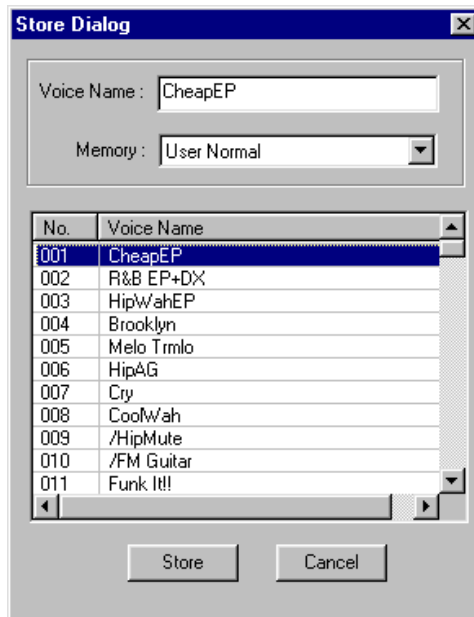 Store Dialog
Voice Name : CheapEP
Memory : User Normal
No. Voice Name
001 CheapEP
002 R&B EP+DX
003 HipWahEP
004 Brooklyn
005 Melo Trmlo
006 HipAG
007 Cry
008 CoolWah
009 /HipMute
010 /FM Guitar
011 Funk It!!
Store Cancel